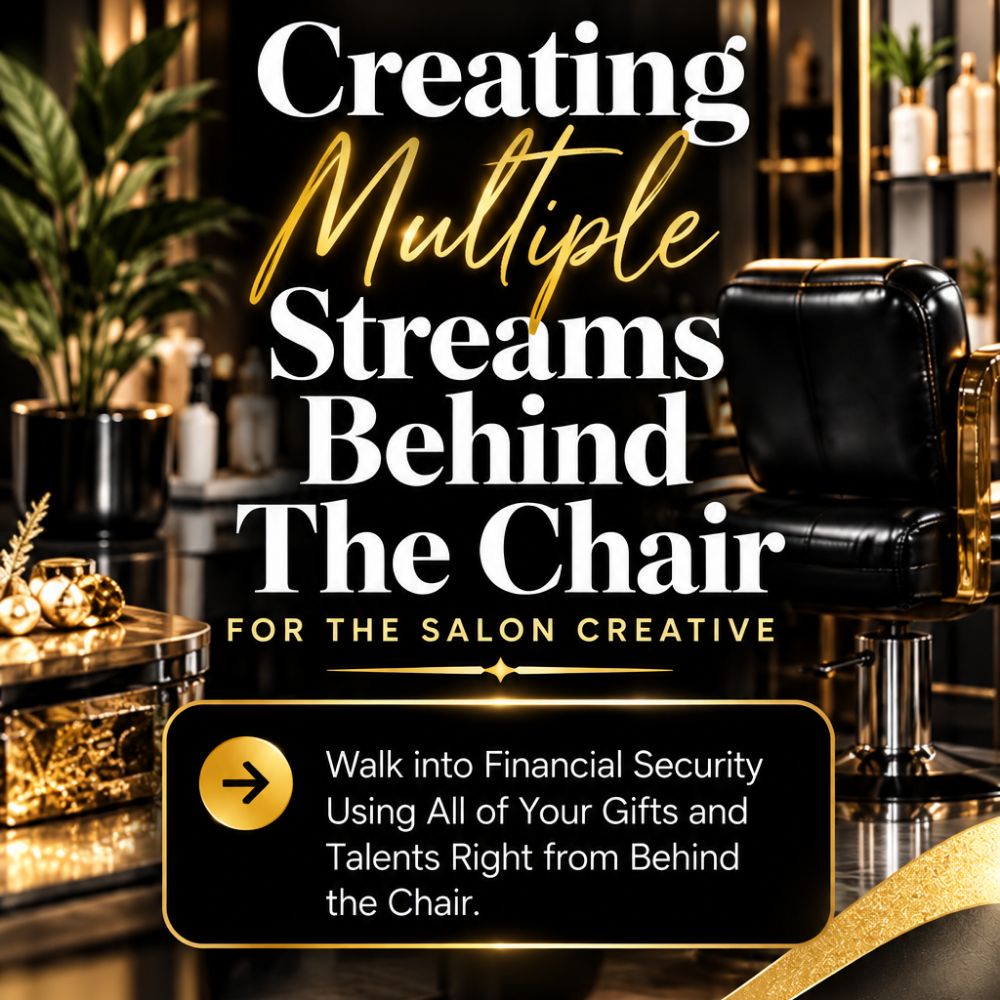 Creating
Multiple
Streams
Behind
The Chair
FOR THE SALON CREATIVE
Walk into Financial Security
Using All of Your Gifts and
Talents Right from Behind
the Chair.